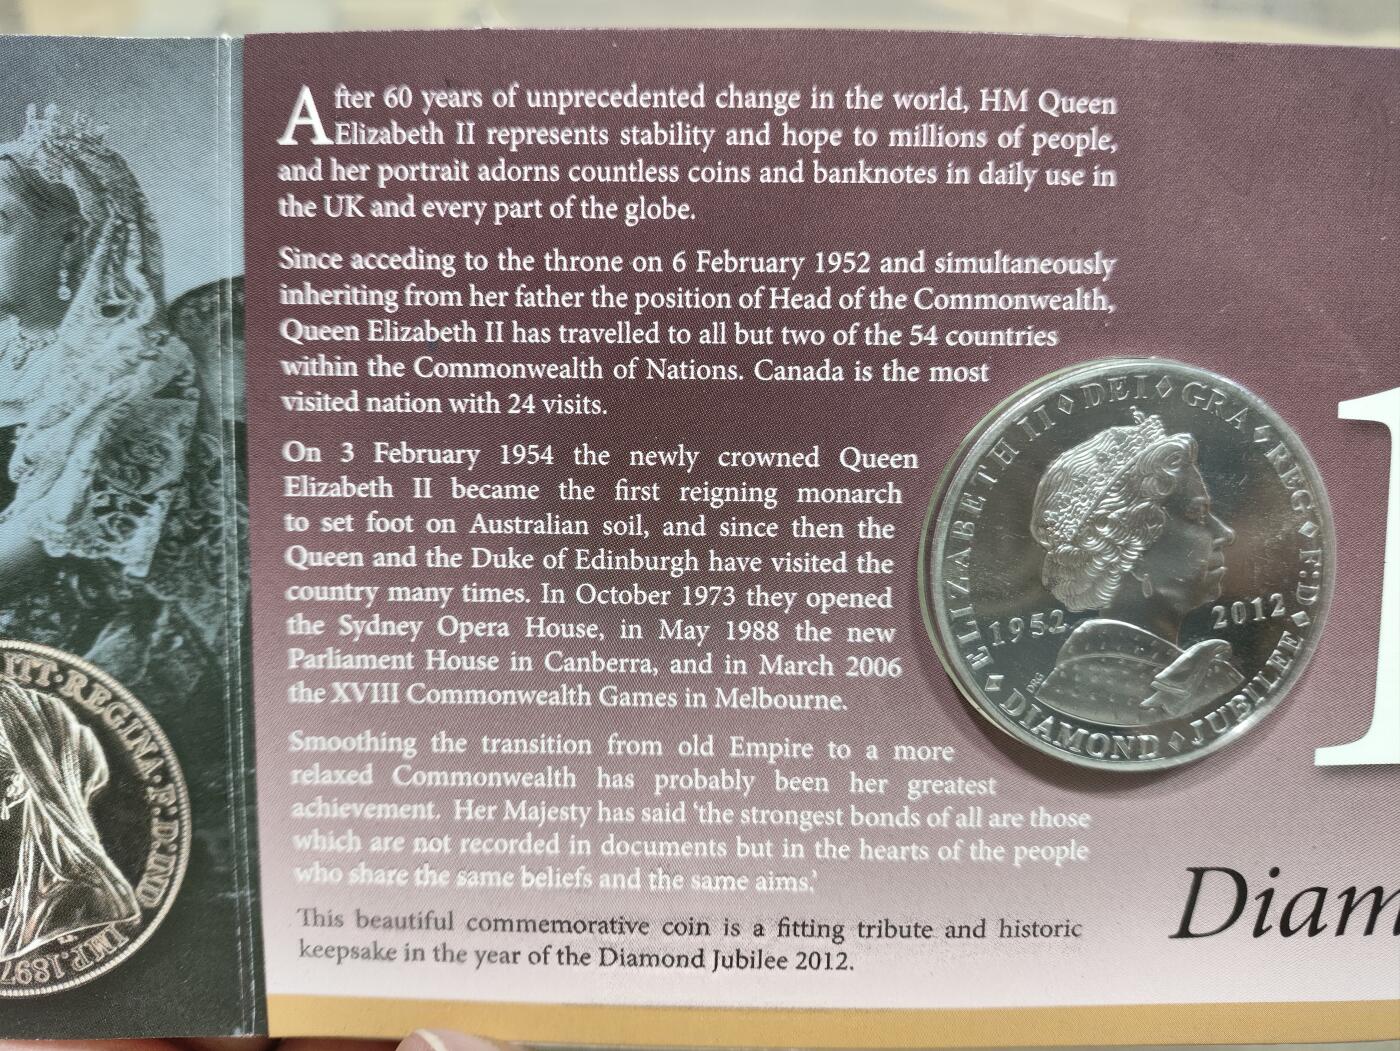 After 60 years of unprecedented change in the world, HM Queen
Elizabeth II represents stability and hope to millions of people,
and her portrait adorns countless coins and banknotes in daily use in
the UK and every part of the globe.
Since acceding to the throne on 6 February 1952 and simultaneously
inheriting from her father the position of Head of the Commonwealth,
Queen Elizabeth II has travelled to all but two of the 54 countries
within the Commonwealth of Nations. Canada is the most
visited nation with 24 visits.
On 3 February 1954 the newly crowned Queen
Elizabeth II became the first reigning monarch
to set foot on Australian soil, and since then the
Queen and the Duke of Edinburgh have visited the
country many times. In October 1973 they opened
the Sydney Opera House, in May 1988 the new
Parliament House in Canberra, and in March 2006
the XVIII Commonwealth Games in Melbourne.
Smoothing the transition from old Empire to a more
relaxed Commonwealth has probably been her greatest
achievement. Her Majesty has said ‘the strongest bonds of all are those
which are not recorded in documents but in the hearts of the people
who share the same beliefs and the same aims.’
This beautiful commemorative coin is a fitting tribute and historic
keepsake in the year of the Diamond Jubilee 2012.
ELIZABETH II ◊ DEI ◊ GRA ◊ REG ◊ F·D ◊
1952 2012
DRG
◊ DIAMOND ◊ JUBILEE
Diam
ITT·REGINA·F.D:IND
IMP.1897